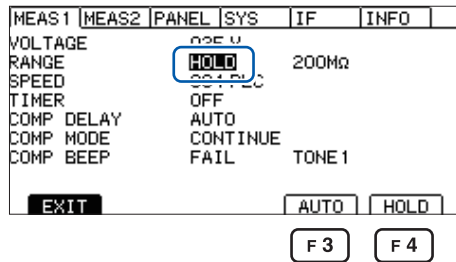 MEAS1 MEAS2 PANEL SYS IF INFO
VOLTAGE
RANGE HOLD 200MΩ
SPEED
TIMER OFF
COMP DELAY AUTO
COMP MODE CONTINUE
COMP BEEP FAIL TONE1
EXIT AUTO HOLD
F3 F4